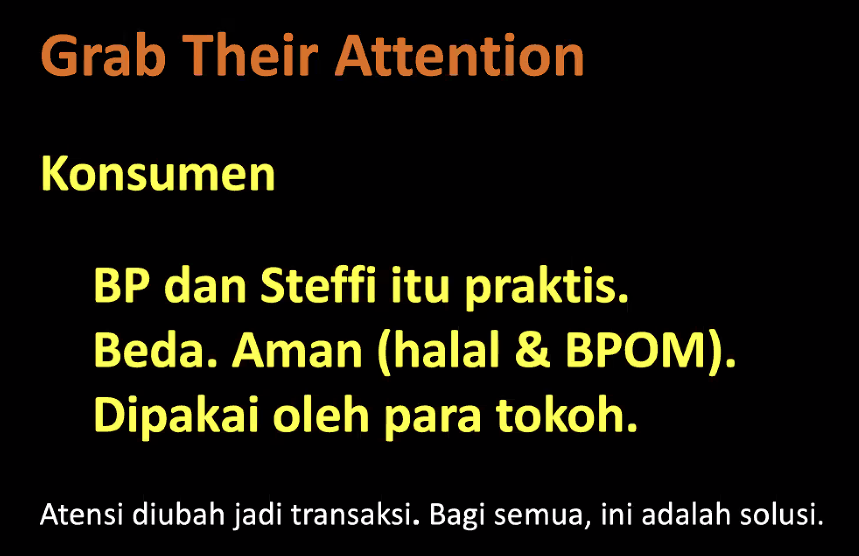 Grab Their Attention
Konsumen
BP dan Steffi itu praktis.
Beda. Aman (halal & BPOM).
Dipakai oleh para tokoh.
Atensi diubah jadi transaksi. Bagi semua, ini adalah solusi.